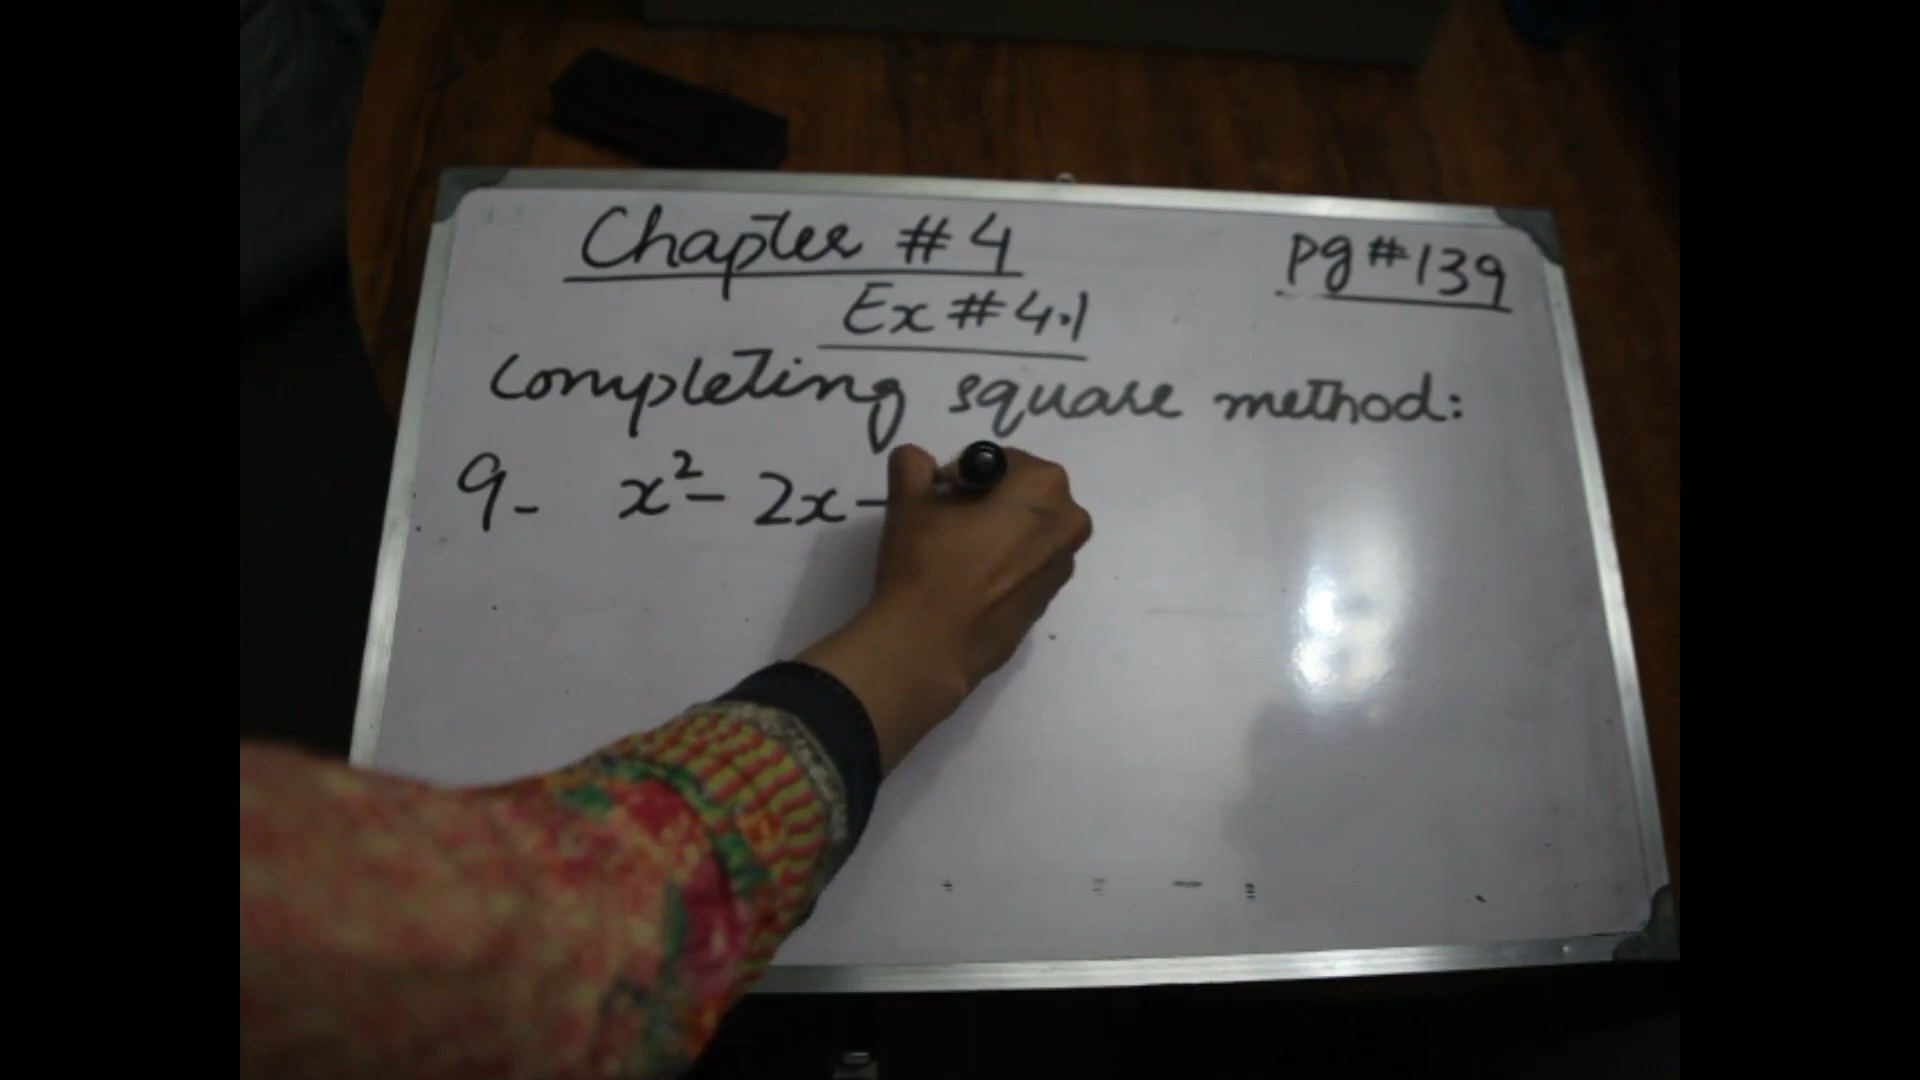 Chapter #4
pg #139
Ex #4.1
Completing square method:
9- x² - 2x -